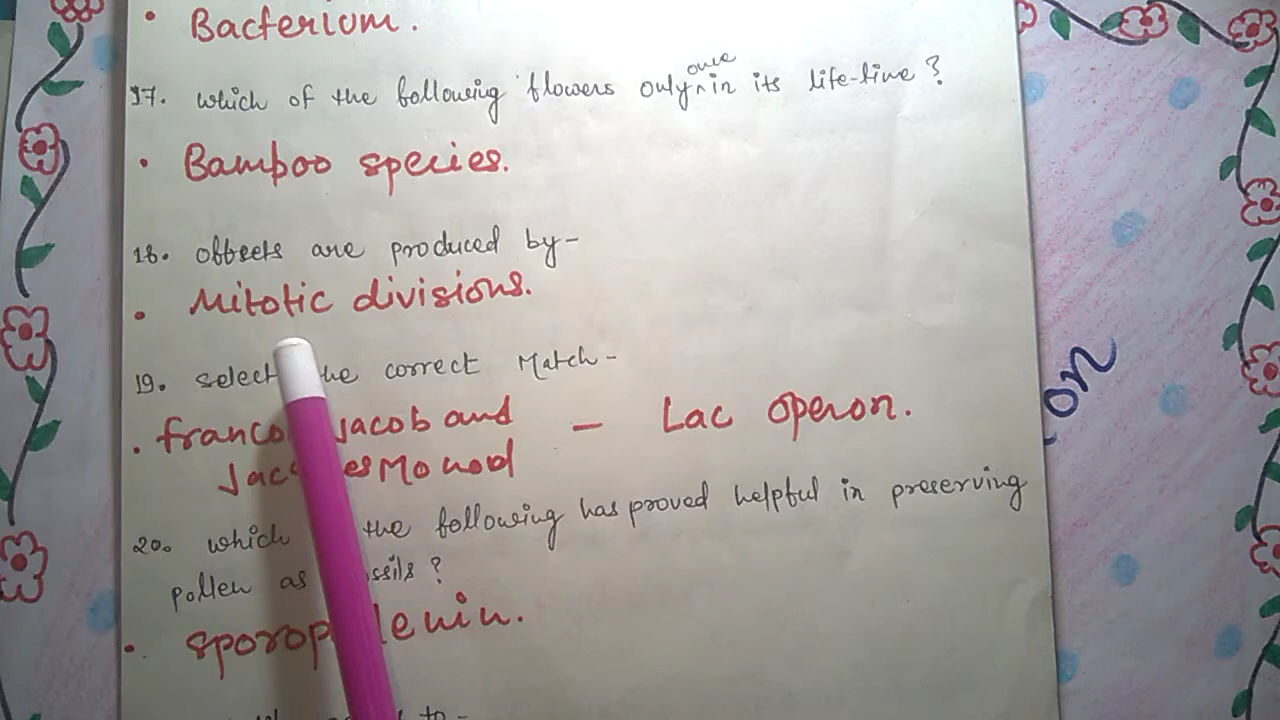 • Bacterium.
17. which of the following flowers only once in its life-time?
• Bamboo species.
18. offsets are produced by-
• Mitotic divisions.
19. select the correct Match-
• franco Jacob and — Lac operon.
Monod
20. which the following has proved helpful in preserving
pollen as ?
•
on